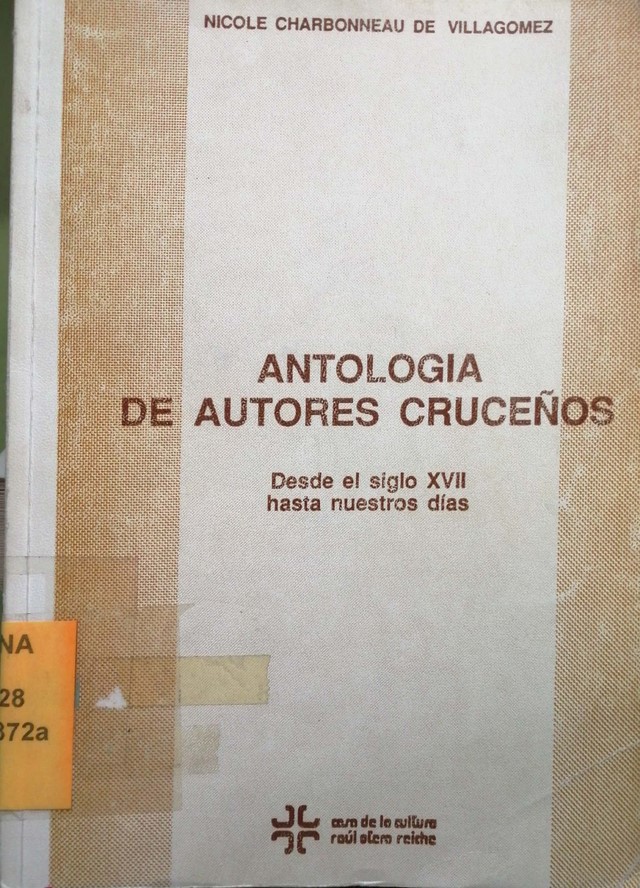 NICOLE CHARBONNEAU DE VILLAGOMEZ
ANTOLOGIA
DE AUTORES CRUCEÑOS
Desde el siglo XVII
hasta nuestros días
NA
28
872a
casa de la cultura
raúl otero reiche